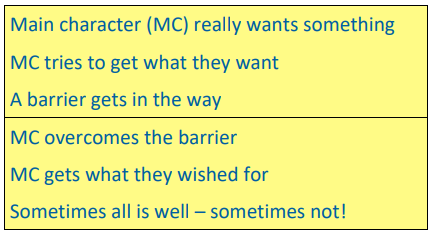 Main character (MC) really wants something
MC tries to get what they want
A barrier gets in the way
MC overcomes the barrier
MC gets what they wished for
Sometimes all is well – sometimes not!